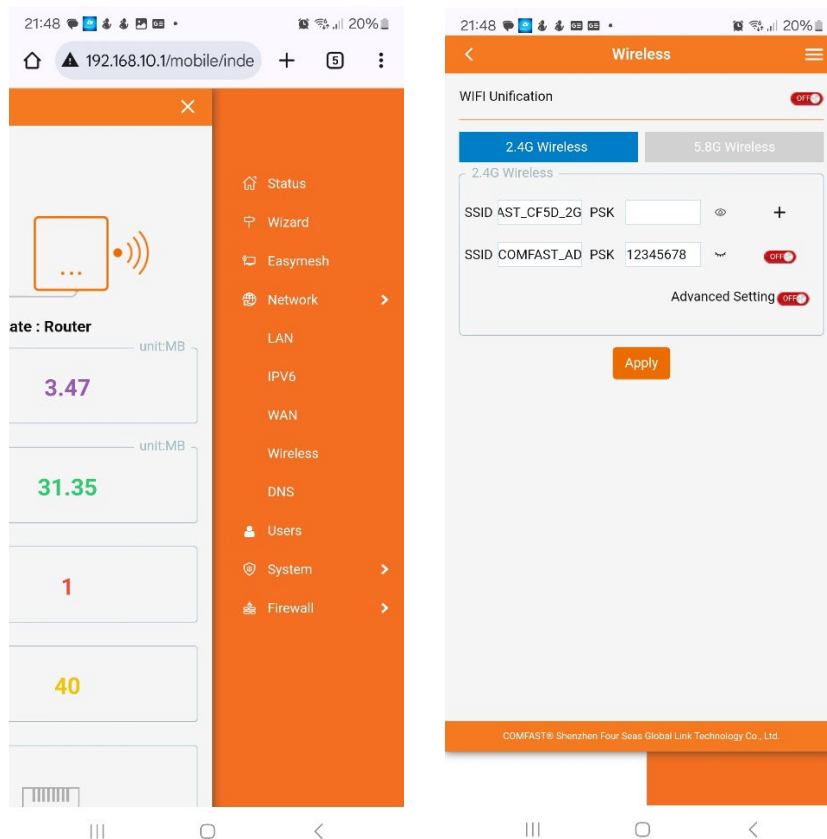 21:48
20%
192.168.10.1/mobile/inde
5
Status
Wizard
Easymesh
Network
ate : Router
LAN
unit:MB
3.47
IPV6
WAN
unit:MB
Wireless
31.35
DNS
Users
System
1
Firewall
40
21:48
20%
Wireless
WIFI Unification
OFF
2.4G Wireless
5.8G Wireless
2.4G Wireless
SSID AST_CF5D_2G PSK
SSID COMFAST_AD PSK 12345678 OFF
Advanced Setting OFF
Apply
COMFAST® Shenzhen Four Seas Global Link Technology Co., Ltd.